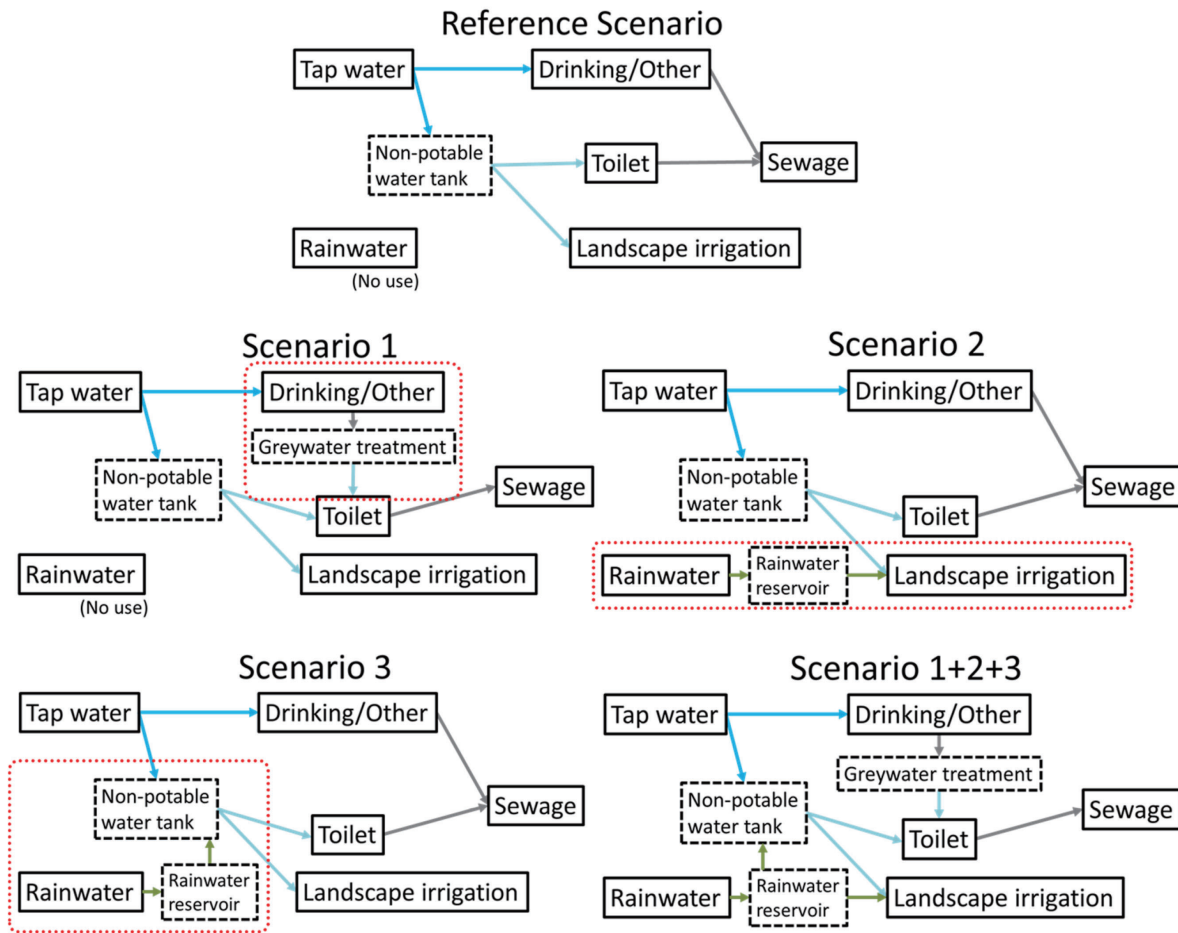 Reference Scenario
Tap water
Drinking/Other
Non-potable
water tank
Toilet
Sewage
Rainwater
(No use)
Landscape irrigation
Scenario 1
Tap water
Drinking/Other
Greywater treatment
Non-potable
water tank
Toilet
Sewage
Rainwater
(No use)
Landscape irrigation
Scenario 2
Tap water
Drinking/Other
Non-potable
water tank
Toilet
Sewage
Rainwater
Rainwater
reservoir
Landscape irrigation
Scenario 3
Tap water
Drinking/Other
Non-potable
water tank
Toilet
Sewage
Rainwater
Rainwater
reservoir
Landscape irrigation
Scenario 1+2+3
Tap water
Drinking/Other
Greywater treatment
Non-potable
water tank
Toilet
Sewage
Rainwater
Rainwater
reservoir
Landscape irrigation